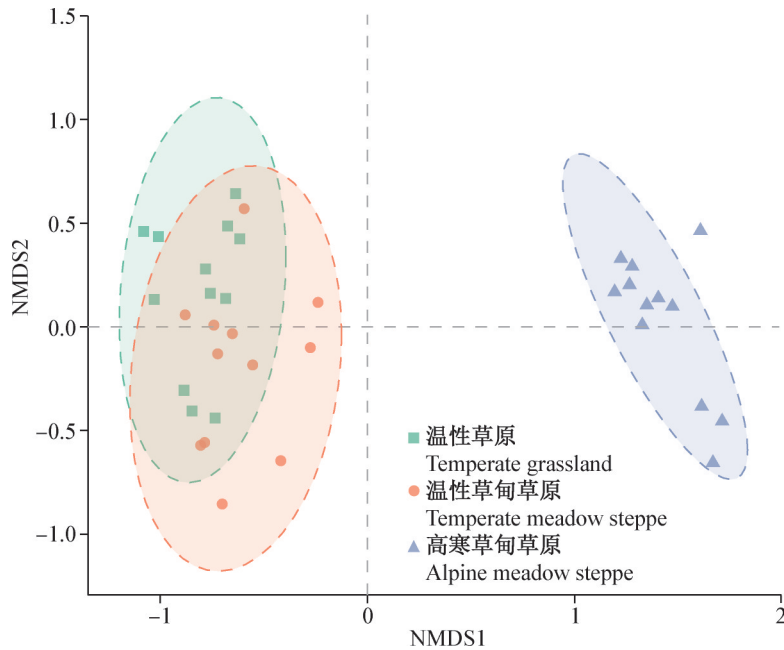 1.5
1.0
0.5
0.0
−0.5
−1.0
NMDS2
温性草原
Temperate grassland
温性草甸草原
Temperate meadow steppe
高寒草甸草原
Alpine meadow steppe
−1
0
1
2
NMDS1